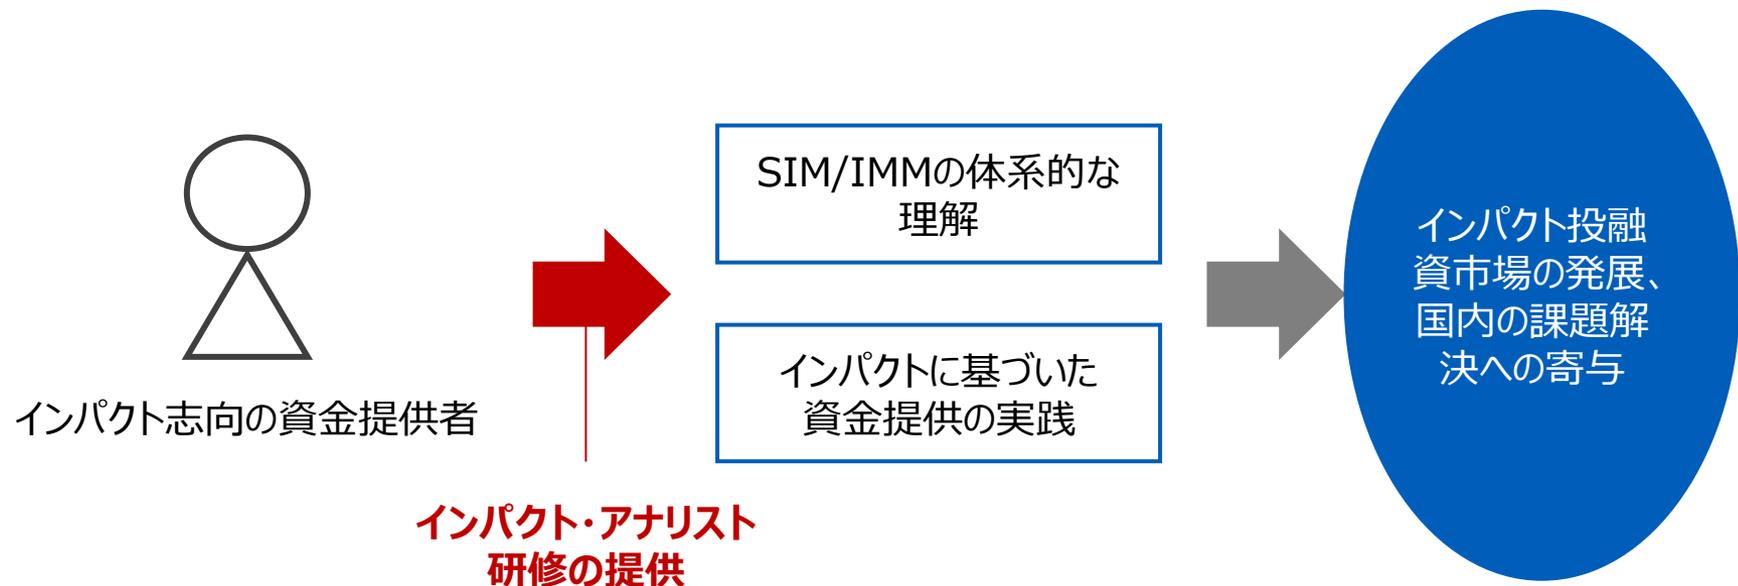 インパクト志向の資金提供者
インパクト・アナリスト
研修の提供
SIM/IMMの体系的な
理解
インパクトに基づいた
資金提供の実践
インパクト投融
資市場の発展、
国内の課題解
決への寄与